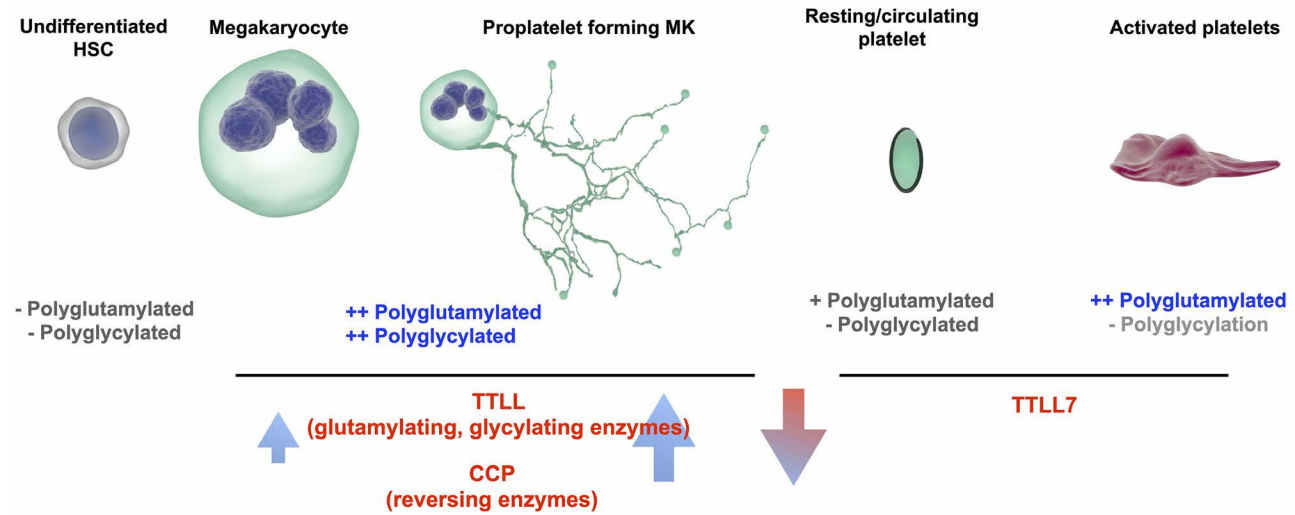 Undifferentiated
HSC
Megakaryocyte
Proplatelet forming MK
Resting/circulating
platelet
Activated platelets
- Polyglutamylated
- Polyglycylated
++ Polyglutamylated
++ Polyglycylated
+ Polyglutamylated
- Polyglycylated
++ Polyglutamylated
- Polyglycylation
TTLL
(glutamylating, glycylating enzymes)
CCP
(reversing enzymes)
TTLL7